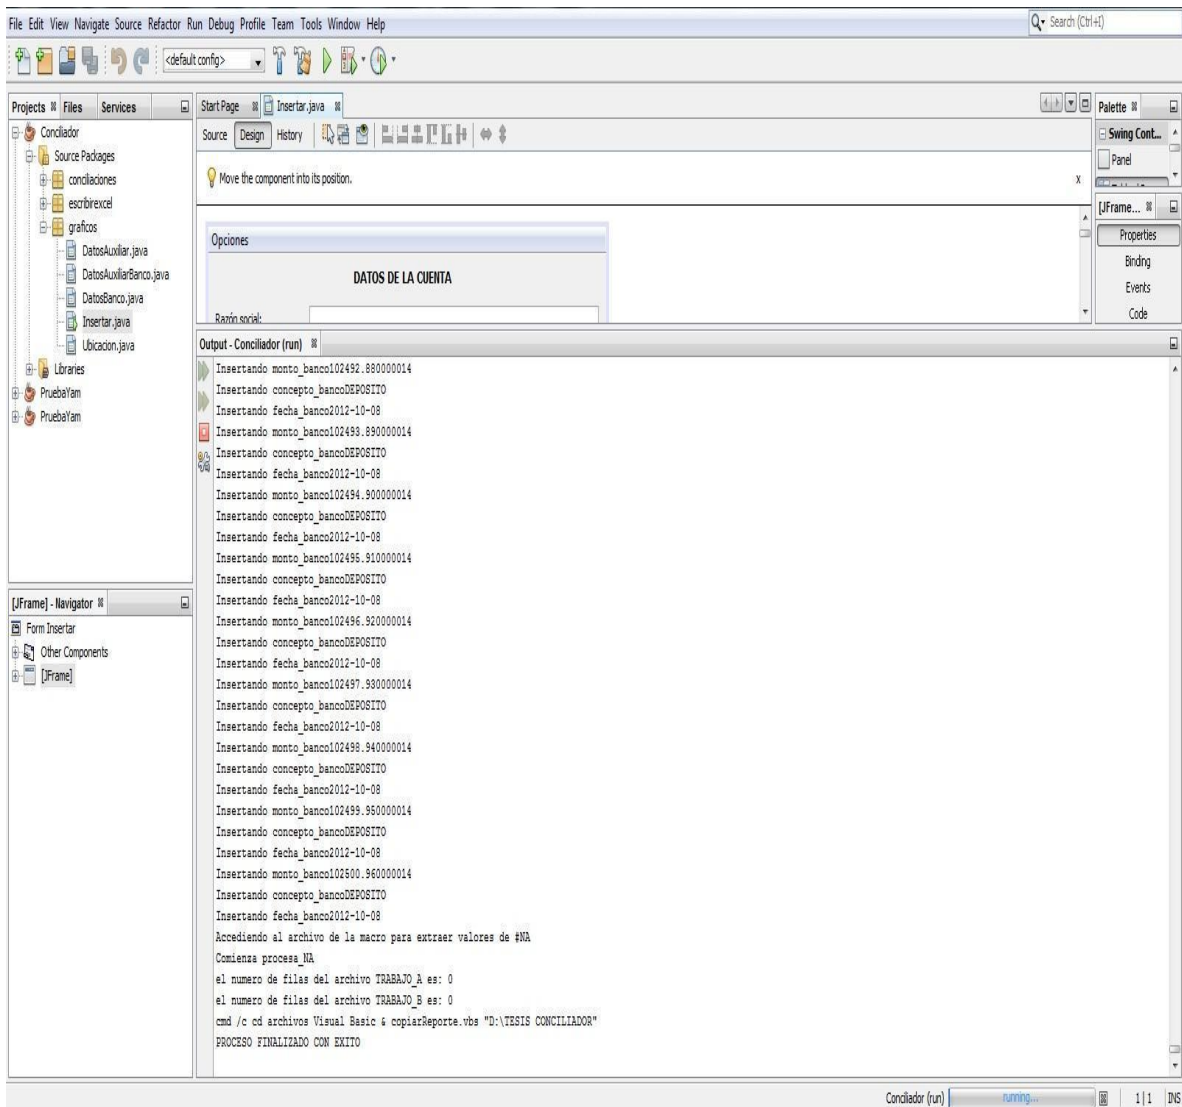 File Edit View Navigate Source Refactor Run Debug Profile Team Tools Window Help
Search (Ctrl+I)
<default config>
Projects Files Services
Conciliador
Source Packages
conciliaciones
escribirexcel
graficos
DatosAuxiliar.java
DatosAuxiliarBanco.java
DatosBanco.java
Insertar.java
Ubicacion.java
Libraries
PruebaYam
PruebaYam
[JFrame] - Navigator
Form Insertar
Other Components
[JFrame]
Start Page Insertar.java
Source Design History
Move the component into its position. x
Opciones
DATOS DE LA CUENTA
Razón social:
Palette
Swing Cont...
Panel
[JFrame...
Properties
Binding
Events
Code
Output - Conciliador (run)
Insertando monto_banco102492.880000014
Insertando concepto_bancoDEPOSITO
Insertando fecha_banco2012-10-08
Insertando monto_banco102493.890000014
Insertando concepto_bancoDEPOSITO
Insertando fecha_banco2012-10-08
Insertando monto_banco102494.900000014
Insertando concepto_bancoDEPOSITO
Insertando fecha_banco2012-10-08
Insertando monto_banco102495.910000014
Insertando concepto_bancoDEPOSITO
Insertando fecha_banco2012-10-08
Insertando monto_banco102496.920000014
Insertando concepto_bancoDEPOSITO
Insertando fecha_banco2012-10-08
Insertando monto_banco102497.930000014
Insertando concepto_bancoDEPOSITO
Insertando fecha_banco2012-10-08
Insertando monto_banco102498.940000014
Insertando concepto_bancoDEPOSITO
Insertando fecha_banco2012-10-08
Insertando monto_banco102499.950000014
Insertando concepto_bancoDEPOSITO
Insertando fecha_banco2012-10-08
Insertando monto_banco102500.960000014
Insertando concepto_bancoDEPOSITO
Insertando fecha_banco2012-10-08
Accediendo al archivo de la macro para extraer valores de #NA
Comienza procesa_NA
el numero de filas del archivo TRABAJO_A es: 0
el numero de filas del archivo TRABAJO_B es: 0
cmd /c cd archivos Visual Basic & copiarReporte.vbs "D:\TESIS CONCILIADOR"
PROCESO FINALIZADO CON EXITO
Conciliador (run) running... 1|1 INS